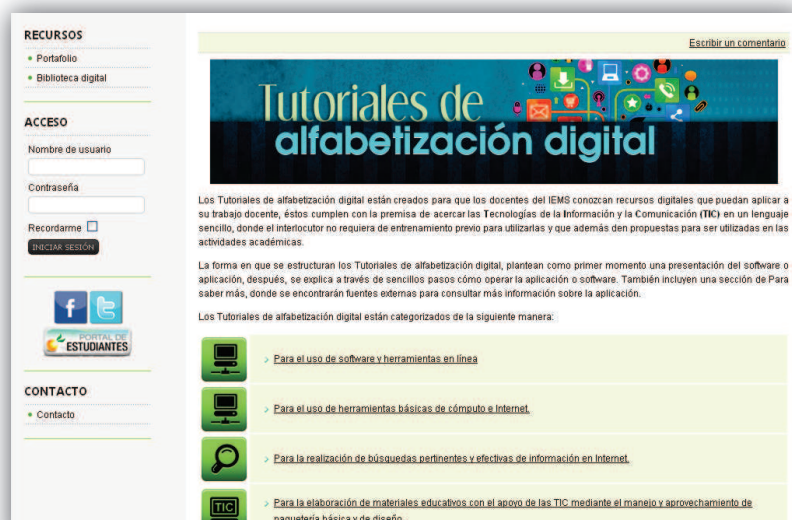 RECURSOS
Portafolio
Biblioteca digital
ACCESO
Nombre de usuario
Contraseña
Recordarme
INICIAR SESIÓN
PORTAL DE
ESTUDIANTES
CONTACTO
Contacto
Escribir un comentario
Tutoriales de
alfabetización digital
Los Tutoriales de alfabetización digital están creados para que los docentes del IEMS conozcan recursos digitales que puedan aplicar a
su trabajo docente, éstos cumplen con la premisa de acercar las Tecnologías de la Información y la Comunicación (TIC) en un lenguaje
sencillo, donde el interlocutor no requiera de entrenamiento previo para utilizarlas y que además den propuestas para ser utilizadas en las
actividades académicas.
La forma en que se estructuran los Tutoriales de alfabetización digital, plantean como primer momento una presentación del software o
aplicación, después, se explica a través de sencillos pasos cómo operar la aplicación o software. También incluyen una sección de Para
saber más, donde se encontrarán fuentes externas para consultar más información sobre la aplicación.
Los Tutoriales de alfabetización digital están categorizados de la siguiente manera:
Para el uso de software y herramientas en línea
Para el uso de herramientas básicas de cómputo e Internet.
Para la realización de búsquedas pertinentes y efectivas de información en Internet.
TIC
Para la elaboración de materiales educativos con el apoyo de las TIC mediante el manejo y aprovechamiento de
paquetería básica y de diseño